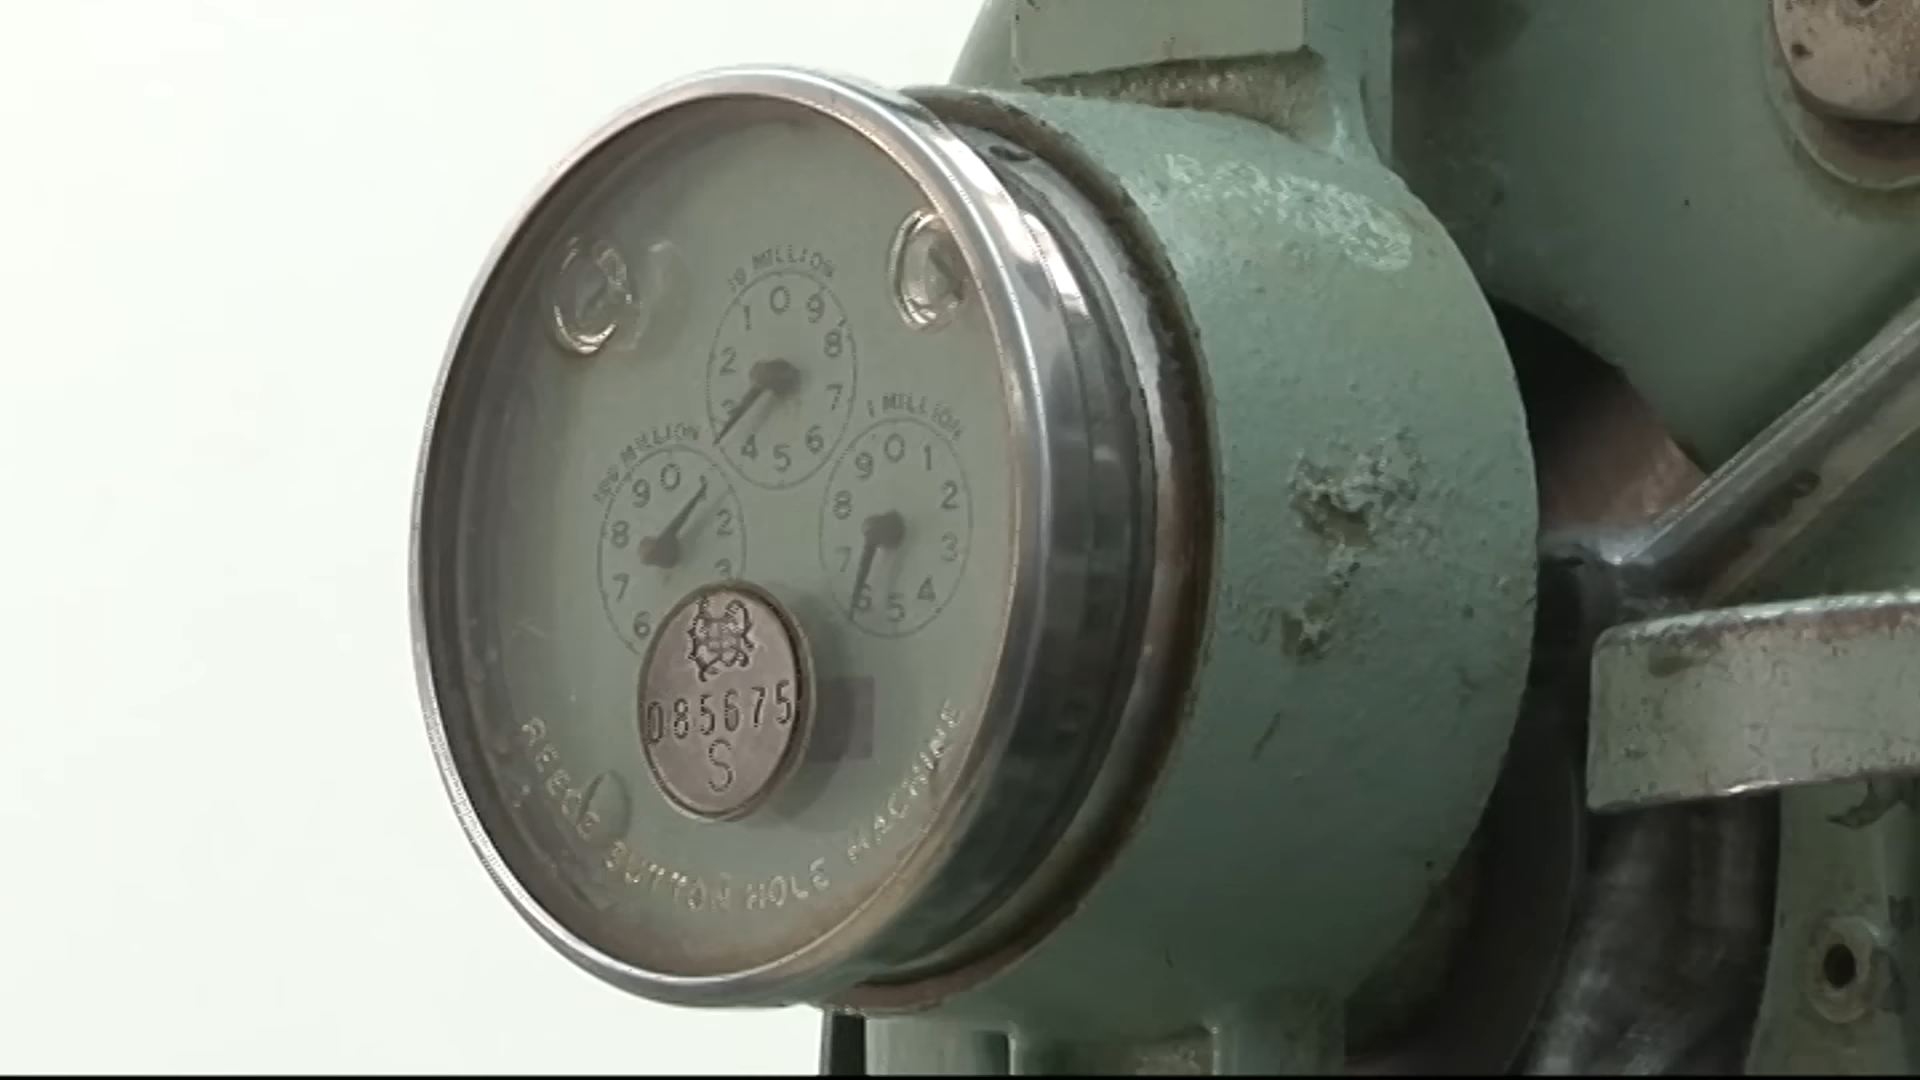 10 MILLION
1 0 9
2 8
3 7
4 5 6
100 MILLION
9 0
8 2
7 3
6
1 MILLION
9 0 1
8 2
7 3
6 5 4
085675
S
REECE BUTTON HOLE MACHINE